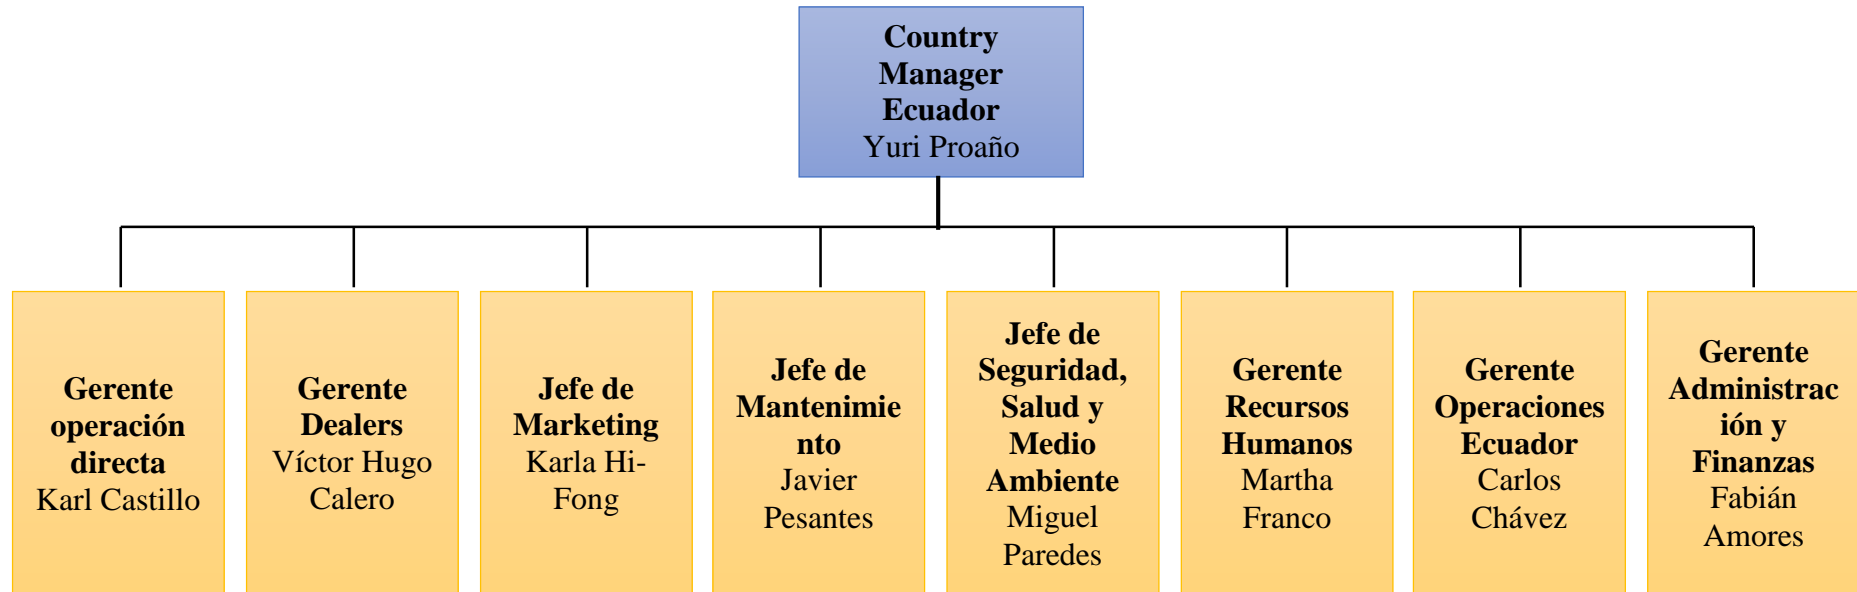 Country
Manager
Ecuador
Yuri Proaño
Gerente
operación
directa
Karl Castillo
Gerente
Dealers
Víctor Hugo
Calero
Jefe de
Marketing
Karla Hi-
Fong
Jefe de
Mantenimie
nto
Javier
Pesantes
Jefe de
Seguridad,
Salud y
Medio
Ambiente
Miguel
Paredes
Gerente
Recursos
Humanos
Martha
Franco
Gerente
Operaciones
Ecuador
Carlos
Chávez
Gerente
Administrac
ión y
Finanzas
Fabián
Amores